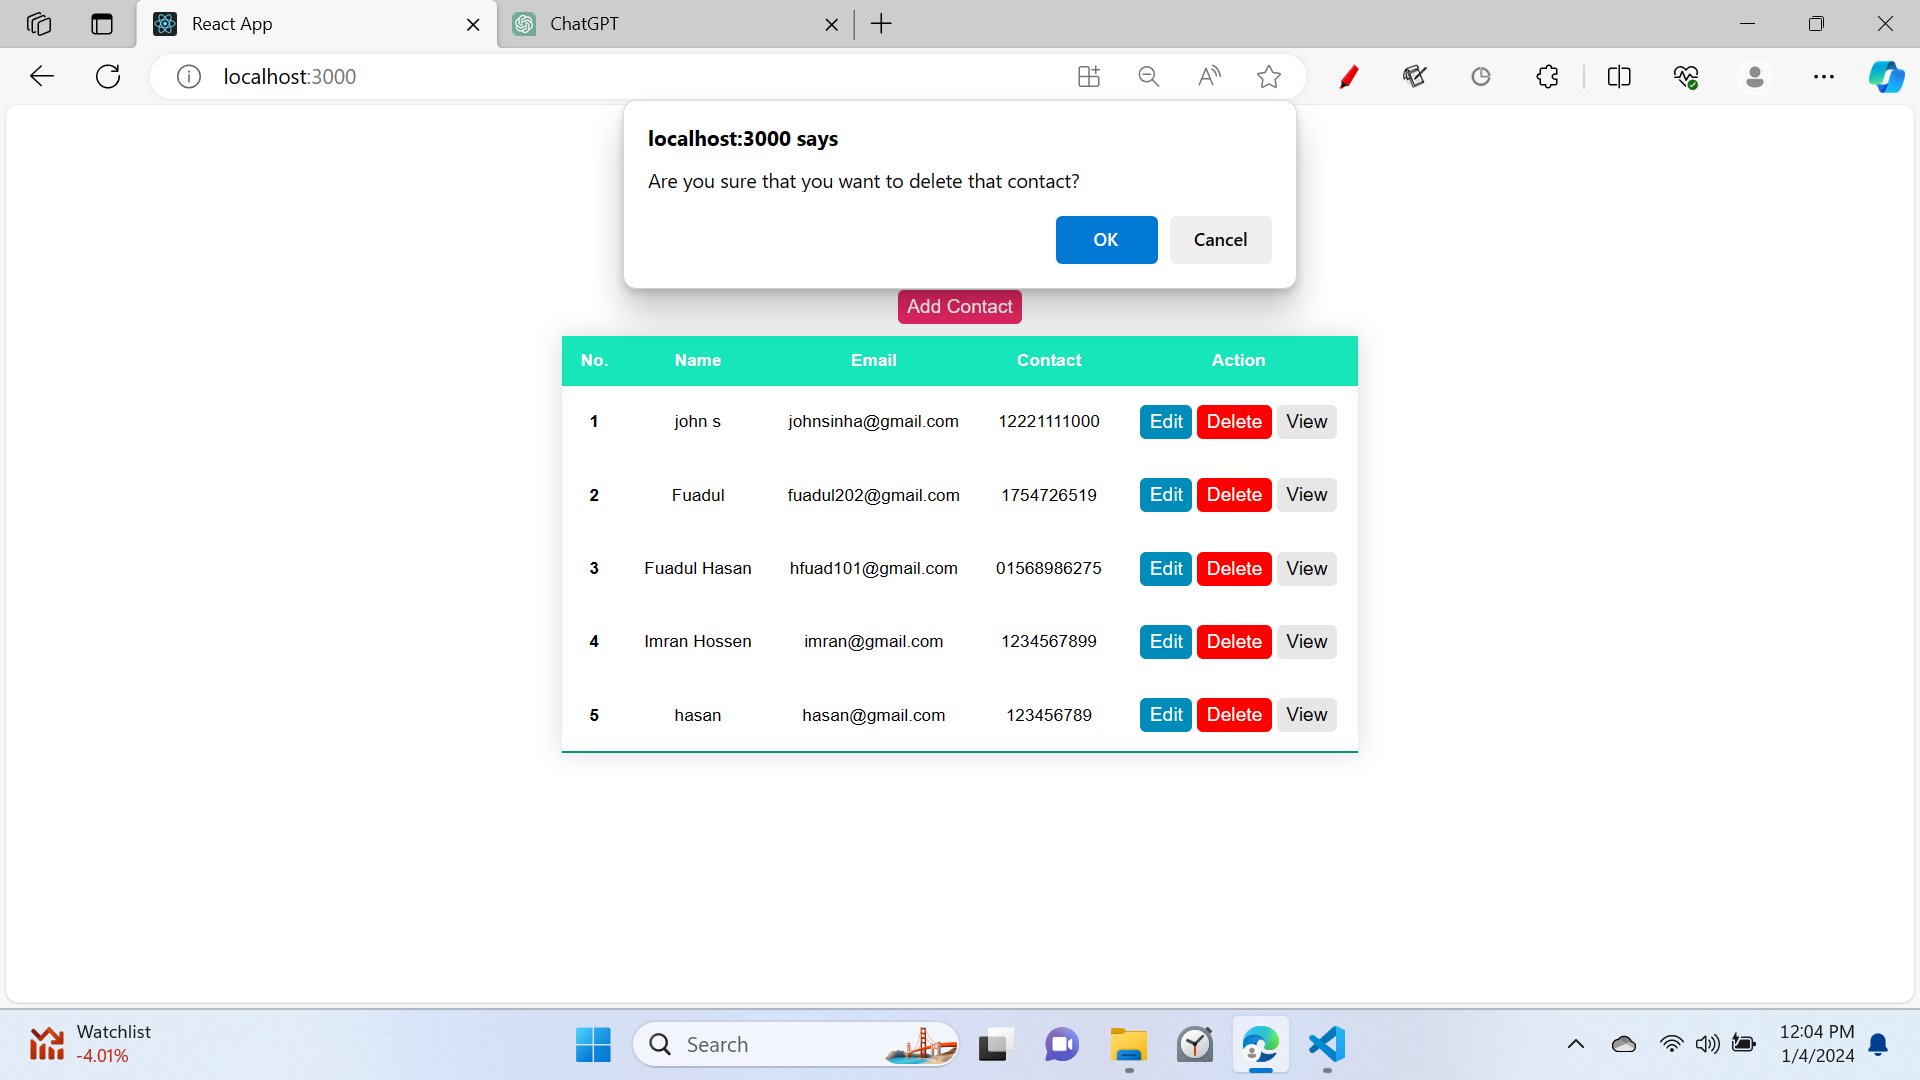 React App
ChatGPT
localhost:3000
localhost:3000 says
Are you sure that you want to delete that contact?
OK
Cancel
Add Contact
No. Name Email Contact Action
1 john s johnsinha@gmail.com 12221111000 Edit Delete View
2 Fuadul fuadul202@gmail.com 1754726519 Edit Delete View
3 Fuadul Hasan hfuad101@gmail.com 01568986275 Edit Delete View
4 Imran Hossen imran@gmail.com 1234567899 Edit Delete View
5 hasan hasan@gmail.com 123456789 Edit Delete View
Watchlist
-4.01%
Search
12:04 PM
1/4/2024